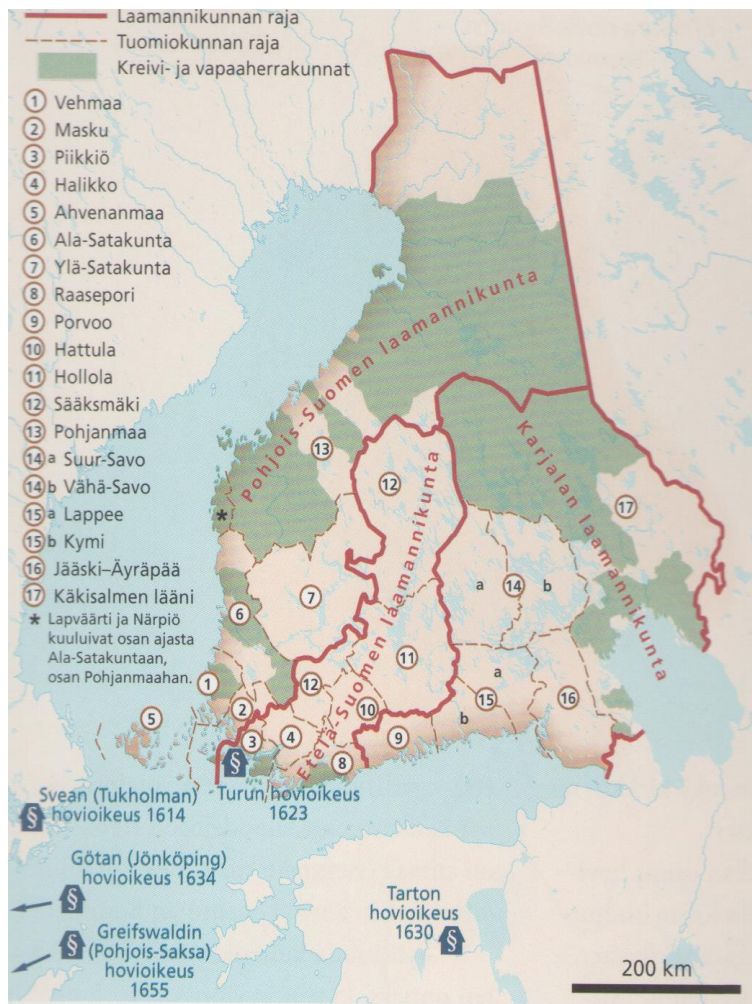 Laamannikunnan raja
Tuomiokunnan raja
Kreivi- ja vapaaherrakunnat
1 Vehmaa
2 Masku
3 Piikkiö
4 Halikko
5 Ahvenanmaa
6 Ala-Satakunta
7 Ylä-Satakunta
8 Raasepori
9 Porvoo
10 Hattula
11 Hollola
12 Sääksmäki
13 Pohjanmaa
14 a Suur-Savo
14 b Vähä-Savo
15 a Lappee
15 b Kymi
16 Jääski–Äyräpää
17 Käkisalmen lääni
* Lapväärti ja Närpiö
kuuluivat osan ajasta
Ala-Satakuntaan,
osan Pohjanmaahan.
Pohjois-Suomen laamannikunta
Karjalan laamannikunta
Etelä-Suomen laamannikunta
13
12
17
*
7
a 14 b
6
11
1
12
a
2
10
15
16
5
3
4
b
9
8
§
Turun hovioikeus
1623
Svean (Tukholman)
§ hovioikeus 1614
Götan (Jönköping)
§ hovioikeus 1634
Greifswaldin
§ (Pohjois-Saksa)
hovioikeus
1655
Tarton
hovioikeus
1630 §
200 km